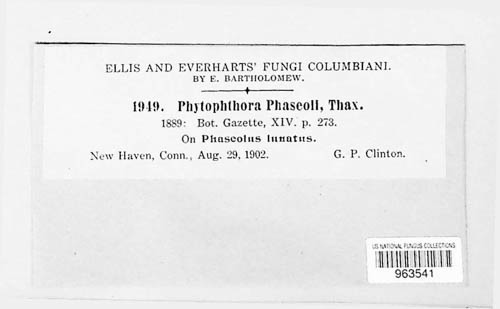 ELLIS AND EVERHARTS' FUNGI COLUMBIANI.
BY E. BARTHOLOMEW.
1949. Phytophthora Phaseoli, Thax.
1889: Bot. Gazette, XIV. p. 273.
On Phaseolus lunatus.
New Haven, Conn., Aug. 29, 1902. G. P. Clinton.
US NATIONAL FUNGUS COLLECTIONS
963541